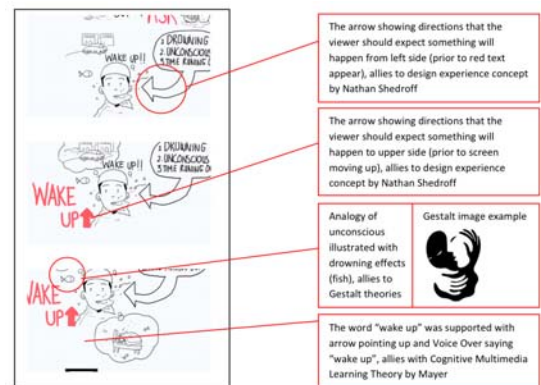 RISK
1. DROWNING
2. UNCONSCIOUS
3. TIME RUNING O
WAKE UP!!
1. DROWNING
2. UNCONSCIOUS
3. TIME RUNING O
WAKE UP!!
WAKE
UP
WAKE
UP
The arrow showing directions that the
viewer should expect something will
happen from left side (prior to red text
appear), allies to design experience concept
by Nathan Shedroff
The arrow showing directions that the
viewer should expect something will
happen to upper side (prior to screen
moving up), allies to design experience
concept by Nathan Shedroff
Analogy of
unconscious
illustrated with
drowning effects
(fish), allies to
Gestalt theories
Gestalt image example
The word "wake up" was supported with
arrow pointing up and Voice Over saying
"wake up", allies with Cognitive Multimedia
Learning Theory by Mayer